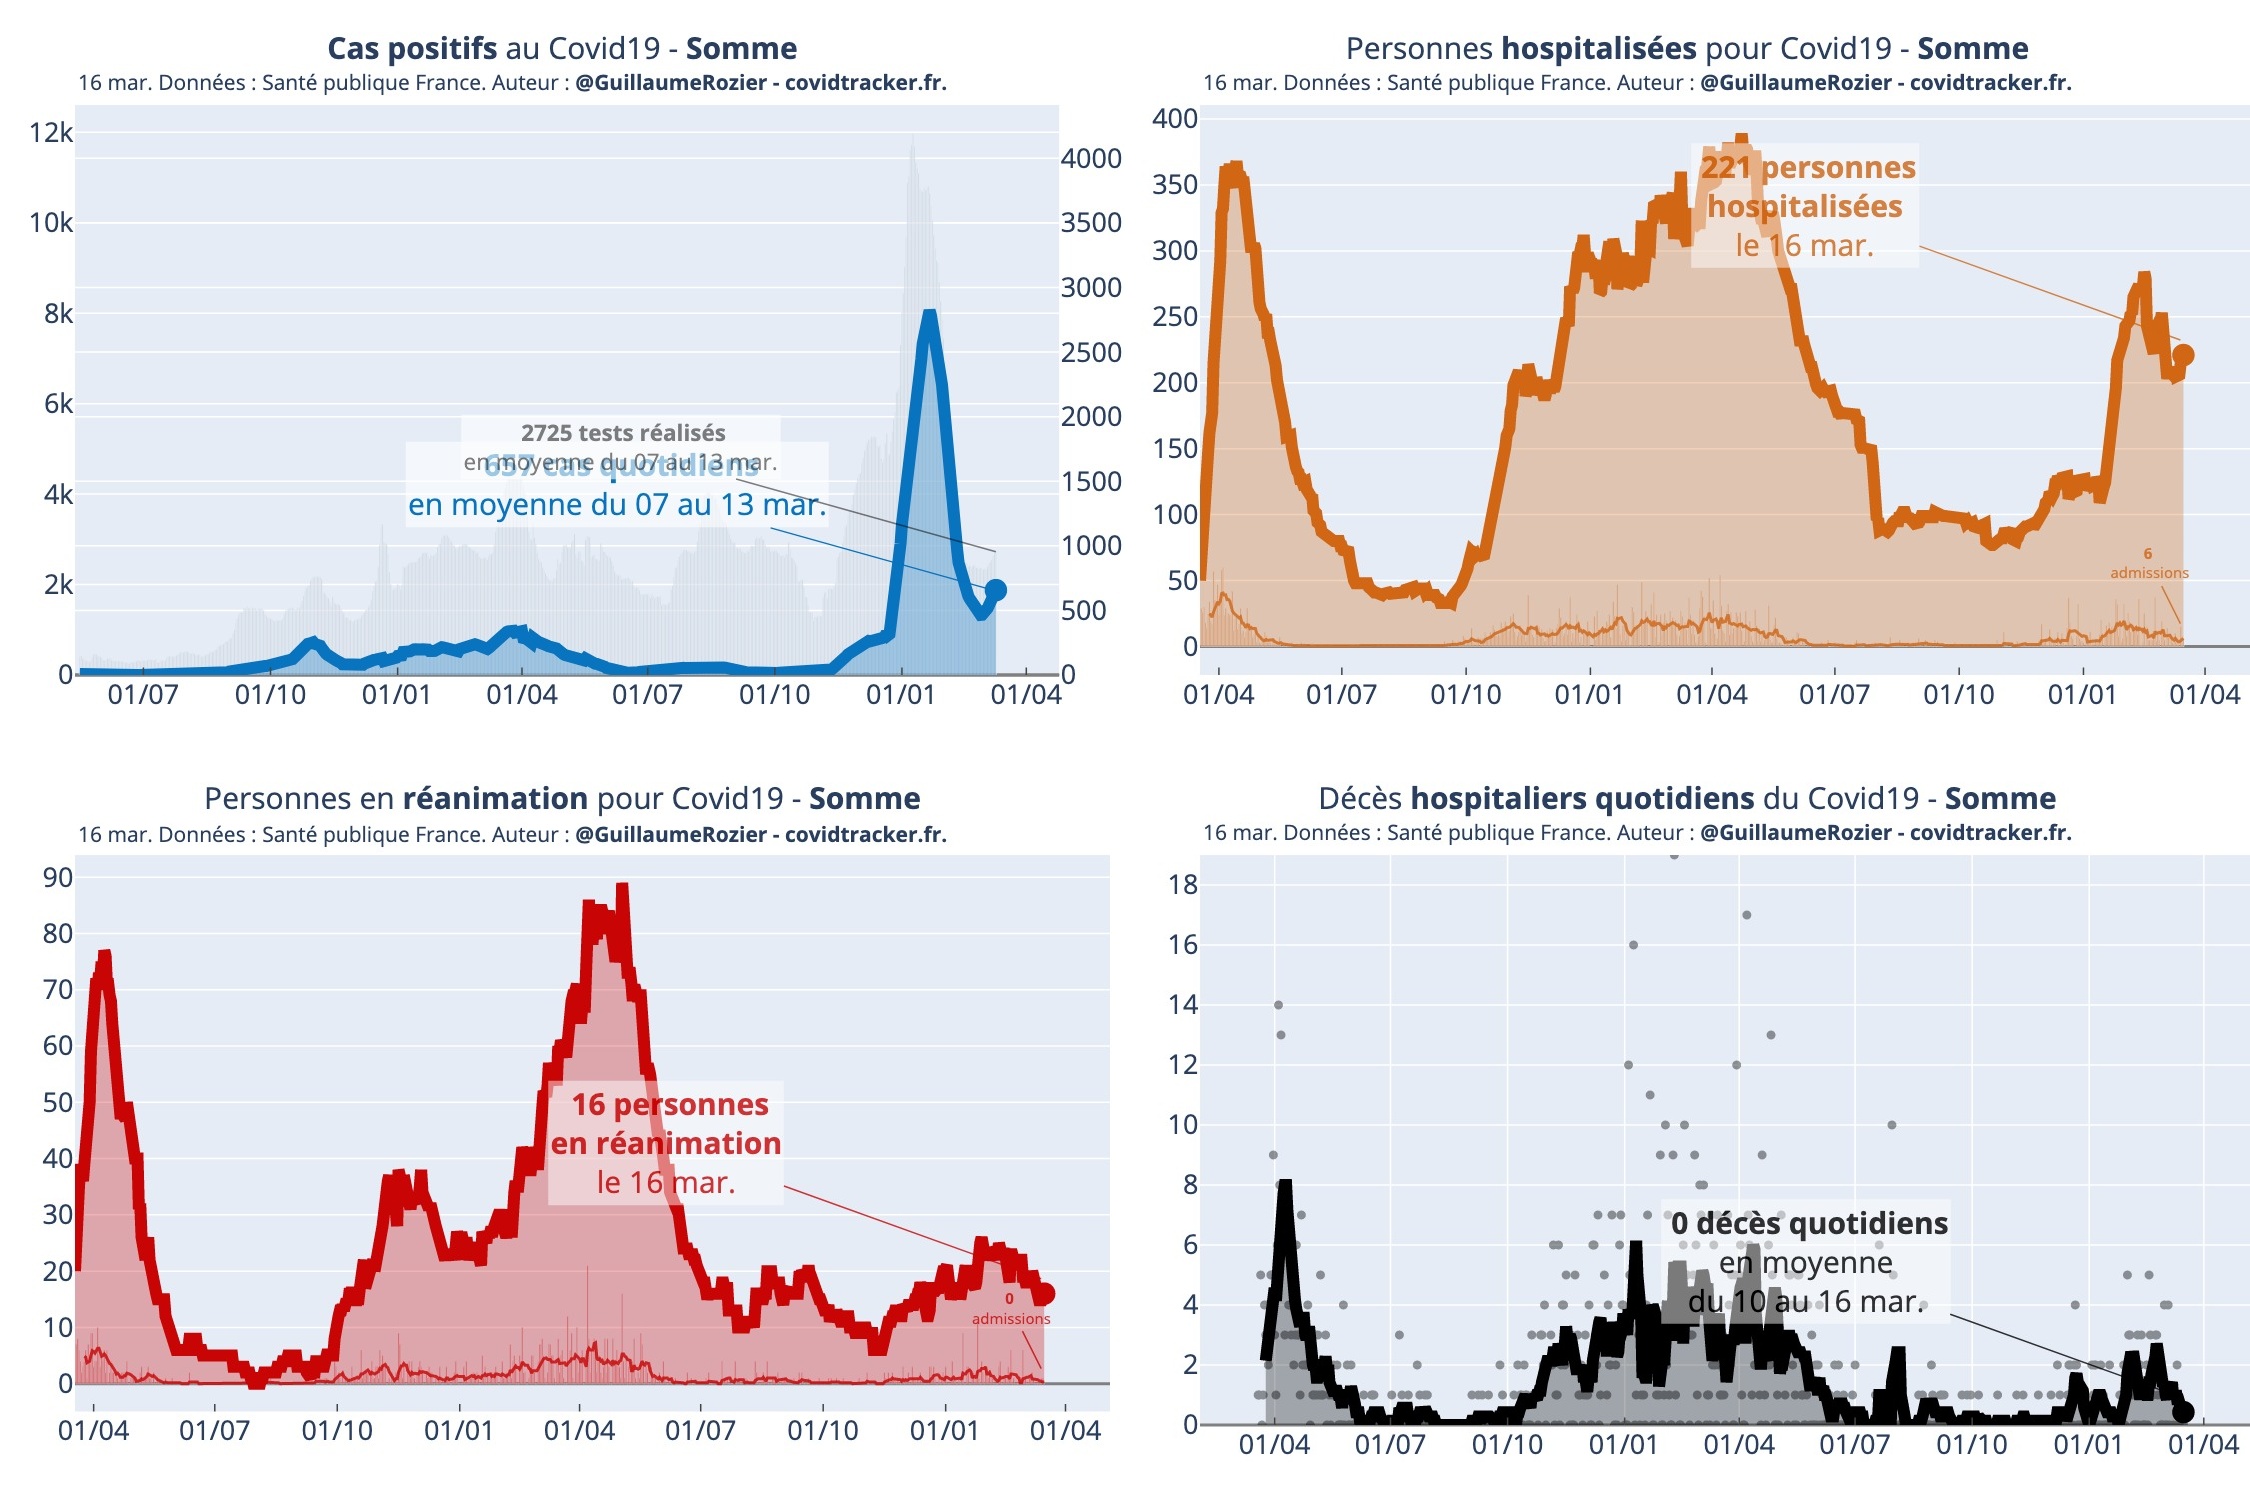 Cas positifs au Covid19 - Somme
16 mar. Données : Santé publique France. Auteur : @GuillaumeRozier - covidtracker.fr.
12k
10k
8k
6k
4k
2k
0
4000
3500
3000
2500
2000
1500
1000
500
0
2725 tests réalisés
en moyenne du 07 au 13 mar.
657 cas quotidiens
en moyenne du 07 au 13 mar.
01/07 01/10 01/01 01/04 01/07 01/10 01/01 01/04
Personnes hospitalisées pour Covid19 - Somme
16 mar. Données : Santé publique France. Auteur : @GuillaumeRozier - covidtracker.fr.
400
350
300
250
200
150
100
50
0
221 personnes
hospitalisées
le 16 mar.
6
admissions
01/04 01/07 01/10 01/01 01/04 01/07 01/10 01/01 01/04
Personnes en réanimation pour Covid19 - Somme
16 mar. Données : Santé publique France. Auteur : @GuillaumeRozier - covidtracker.fr.
90
80
70
60
50
40
30
20
10
0
16 personnes
en réanimation
le 16 mar.
0
admissions
01/04 01/07 01/10 01/01 01/04 01/07 01/10 01/01 01/04
Décès hospitaliers quotidiens du Covid19 - Somme
16 mar. Données : Santé publique France. Auteur : @GuillaumeRozier - covidtracker.fr.
18
16
14
12
10
8
6
4
2
0
0 décès quotidiens
en moyenne
du 10 au 16 mar.
01/04 01/07 01/10 01/01 01/04 01/07 01/10 01/01 01/04